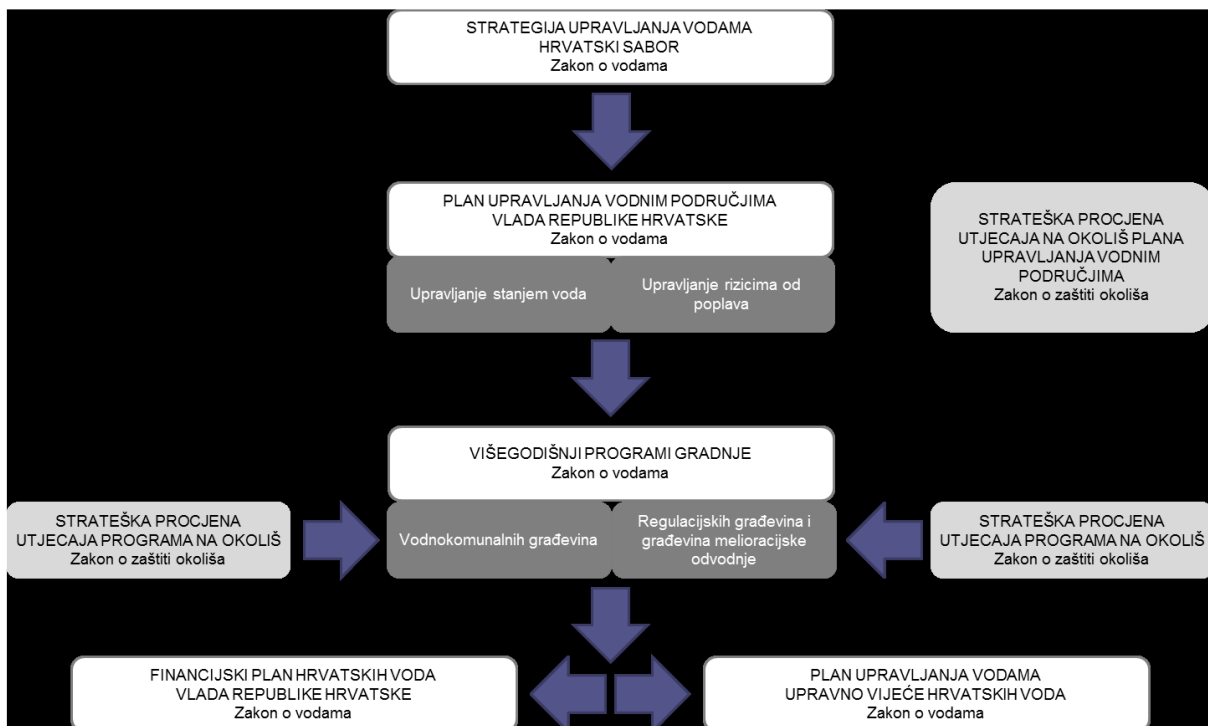 STRATEGIJA UPRAVLJANJA VODAMA
HRVATSKI SABOR
Zakon o vodama
PLAN UPRAVLJANJA VODNIM PODRUČJIMA
VLADA REPUBLIKE HRVATSKE
Zakon o vodama
Upravljanje stanjem voda
Upravljanje rizicima od
poplava
STRATEŠKA PROCJENA
UTJECAJA NA OKOLIŠ PLANA
UPRAVLJANJA VODNIM
PODRUČJIMA
Zakon o zaštiti okoliša
VIŠEGODIŠNJI PROGRAMI GRADNJE
Zakon o vodama
STRATEŠKA PROCJENA
UTJECAJA PROGRAMA NA OKOLIŠ
Zakon o zaštiti okoliša
Vodnokomunalnih građevina
Regulacijskih građevina i
građevina melioracijske
odvodnje
STRATEŠKA PROCJENA
UTJECAJA PROGRAMA NA OKOLIŠ
Zakon o zaštiti okoliša
FINANCIJSKI PLAN HRVATSKIH VODA
VLADA REPUBLIKE HRVATSKE
Zakon o vodama
PLAN UPRAVLJANJA VODAMA
UPRAVNO VIJEĆE HRVATSKIH VODA
Zakon o vodama